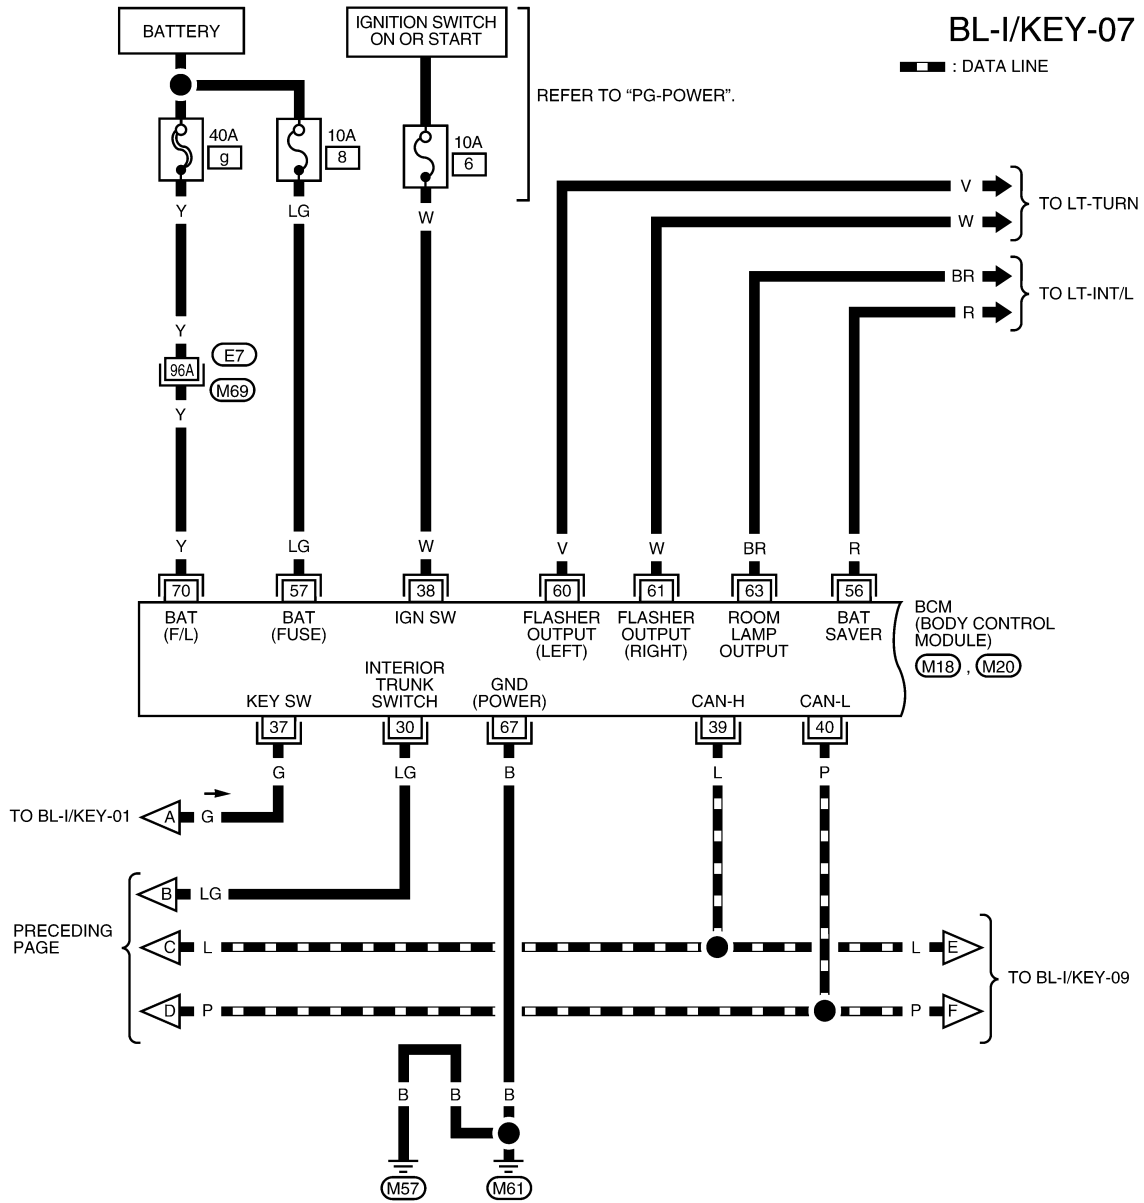 BL-I/KEY-07
: DATA LINE
BATTERY
IGNITION SWITCH
ON OR START
REFER TO “PG-POWER”.
40A
g
10A
8
10A
6
Y
LG
W
V
W
TO LT-TURN
BR
R
TO LT-INT/L
Y
96A
E7
M69
Y
Y
LG
W
V
W
BR
R
70
57
38
60
61
63
56
BAT
(F/L)
BAT
(FUSE)
IGN SW
FLASHER
OUTPUT
(LEFT)
FLASHER
OUTPUT
(RIGHT)
ROOM
LAMP
OUTPUT
BAT
SAVER
BCM
(BODY CONTROL
MODULE)
M18 , M20
KEY SW
INTERIOR
TRUNK
SWITCH
GND
(POWER)
CAN-H
CAN-L
37
30
67
39
40
G
LG
B
L
P
TO BL-I/KEY-01
A
G
B
LG
PRECEDING
PAGE
C
L
L
E
D
P
P
F
TO BL-I/KEY-09
B
B
B
M57
M61